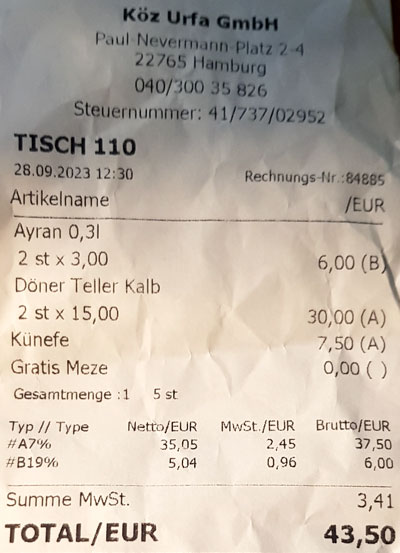 Köz Urfa GmbH
Paul-Nevermann-Platz 2-4
22765 Hamburg
040/300 35 826
Steuernummer: 41/737/02952
TISCH 110
28.09.2023 12:30 Rechnungs-Nr.:84885
Artikelname /EUR
Ayran 0,3l
2 st x 3,00 6,00 (B)
Döner Teller Kalb
2 st x 15,00 30,00 (A)
Künefe 7,50 (A)
Gratis Meze 0,00 ( )
Gesamtmenge :1 5 st
Typ // Type Netto/EUR MwSt./EUR Brutto/EUR
#A7% 35,05 2,45 37,50
#B19% 5,04 0,96 6,00
Summe MwSt. 3,41
TOTAL/EUR 43,50